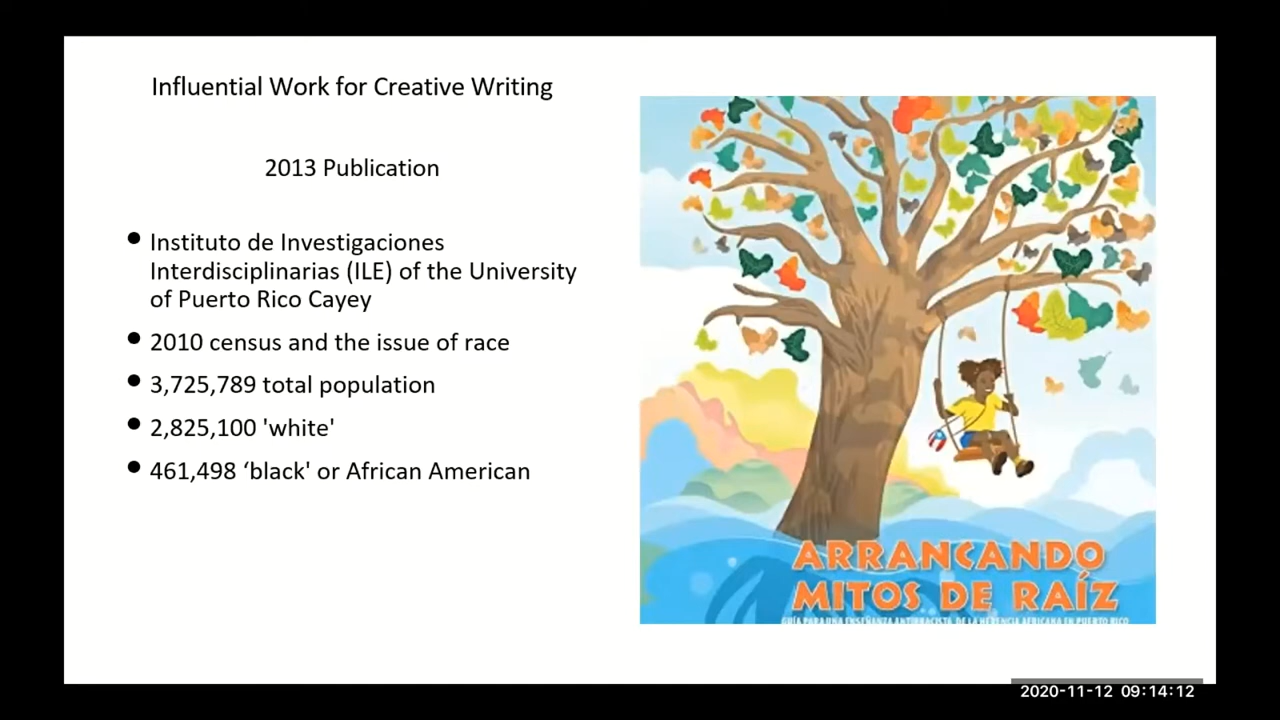 Influential Work for Creative Writing
2013 Publication
● Instituto de Investigaciones
Interdisciplinarias (ILE) of the University
of Puerto Rico Cayey
● 2010 census and the issue of race
● 3,725,789 total population
● 2,825,100 'white'
● 461,498 ‘black' or African American
ARRANCANDO
MITOS DE RAÍZ
GUÍA PARA UNA ENSEÑANZA ANTIRRACISTA DE LA HERENCIA AFRICANA EN PUERTO RICO
2020-11-12 09:14:12